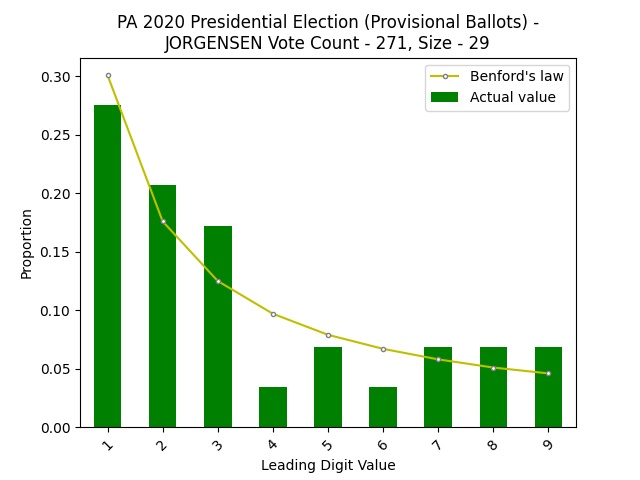 PA 2020 Presidential Election (Provisional Ballots) -
JORGENSEN Vote Count - 271, Size - 29
Benford's law
Actual value
Proportion
0.30
0.25
0.20
0.15
0.10
0.05
0.00
1 2 3 4 5 6 7 8 9
Leading Digit Value